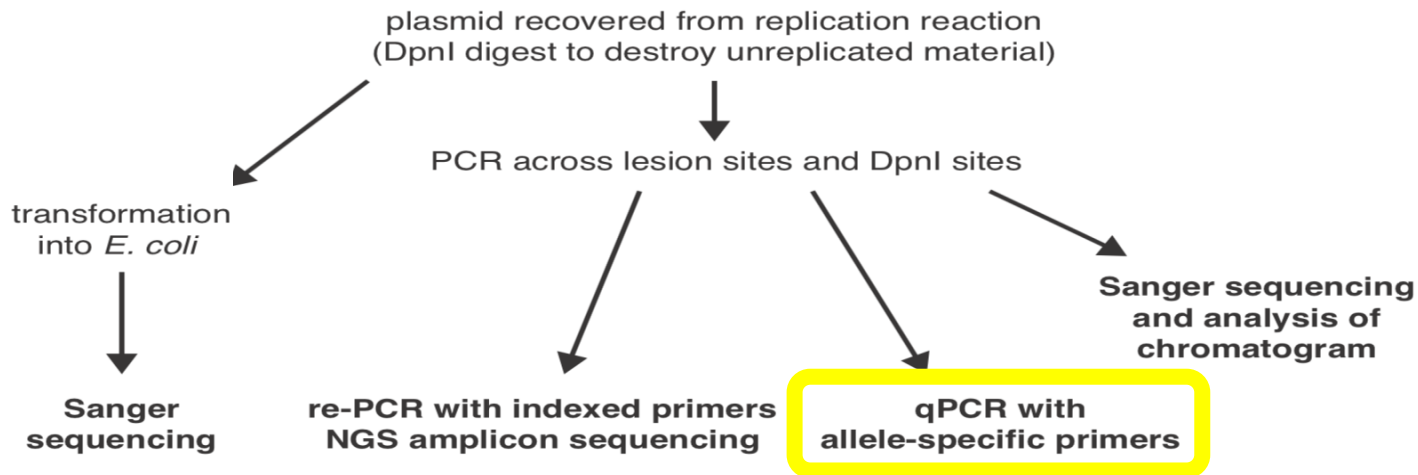 plasmid recovered from replication reaction
(DpnI digest to destroy unreplicated material)
PCR across lesion sites and DpnI sites
transformation
into E. coli
Sanger sequencing
and analysis of
chromatogram
Sanger
sequencing
re-PCR with indexed primers
NGS amplicon sequencing
qPCR with
allele-specific primers